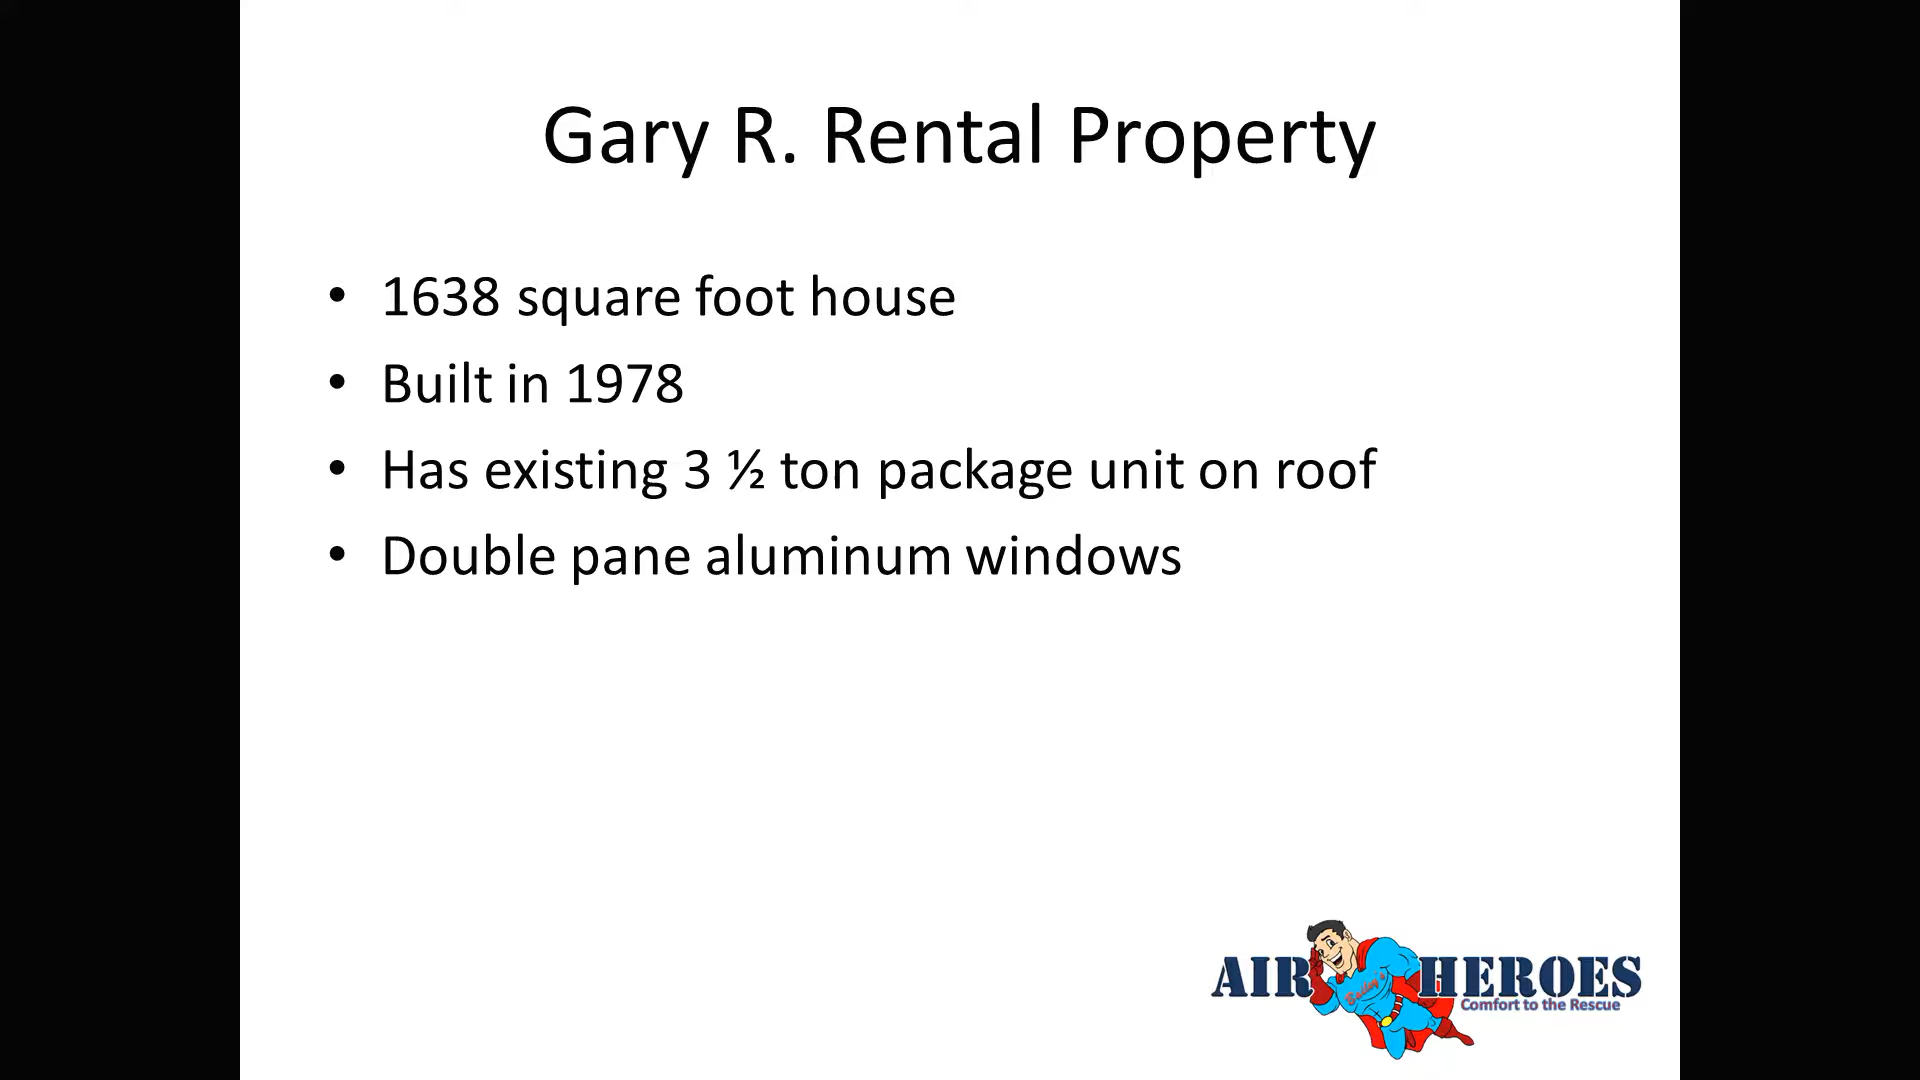 Gary R. Rental Property
• 1638 square foot house
• Built in 1978
• Has existing 3 ½ ton package unit on roof
• Double pane aluminum windows
AIR HEROES
Bailey's
Comfort to the Rescue